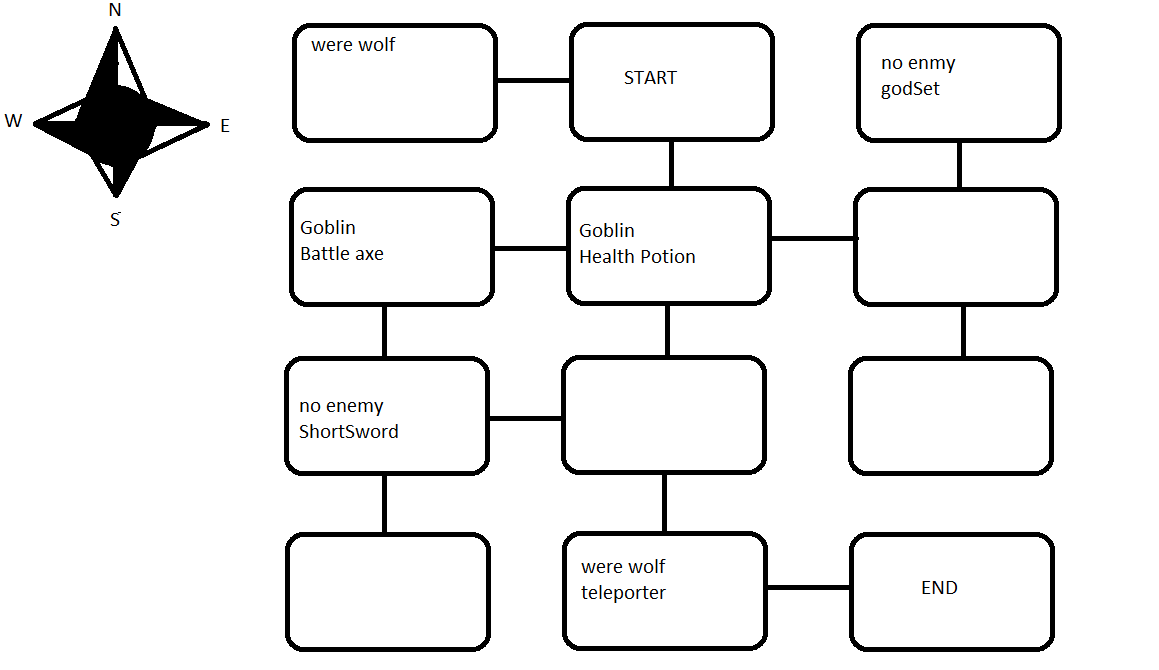 N
W
E
S
were wolf
START
no enmy
godSet
Goblin
Battle axe
Goblin
Health Potion
no enemy
ShortSword
were wolf
teleporter
END